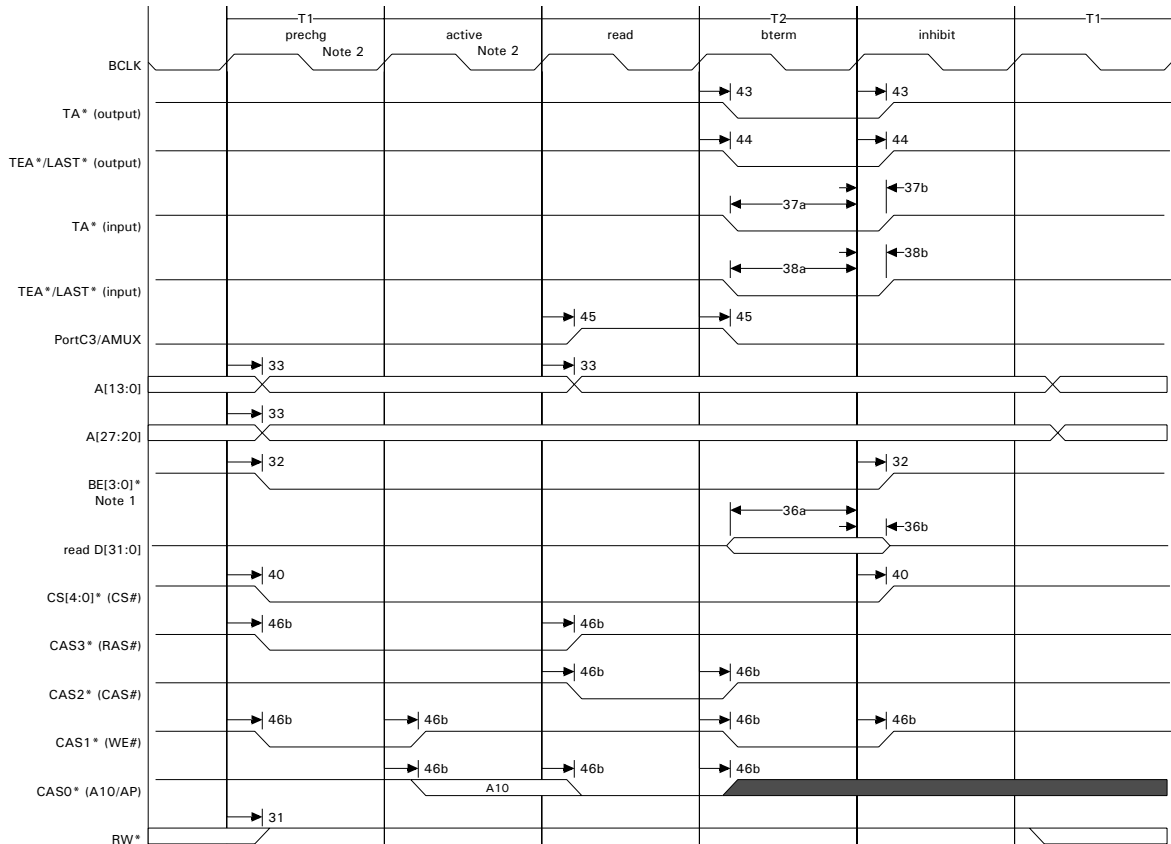 T1 T2 T1
prechg active read bterm inhibit
Note 2 Note 2
BCLK
43 43
TA* (output)
44 44
TEA*/LAST* (output)
37b
37a
TA* (input)
38b
38a
TEA*/LAST* (input)
45 45
PortC3/AMUX
33 33
A[13:0]
33
A[27:20]
32 32
BE[3:0]*
Note 1
36a
36b
read D[31:0]
40 40
CS[4:0]* (CS#)
46b 46b
CAS3* (RAS#)
46b 46b
CAS2* (CAS#)
46b 46b 46b 46b
CAS1* (WE#)
46b 46b 46b
CAS0* (A10/AP) A10
31
RW*